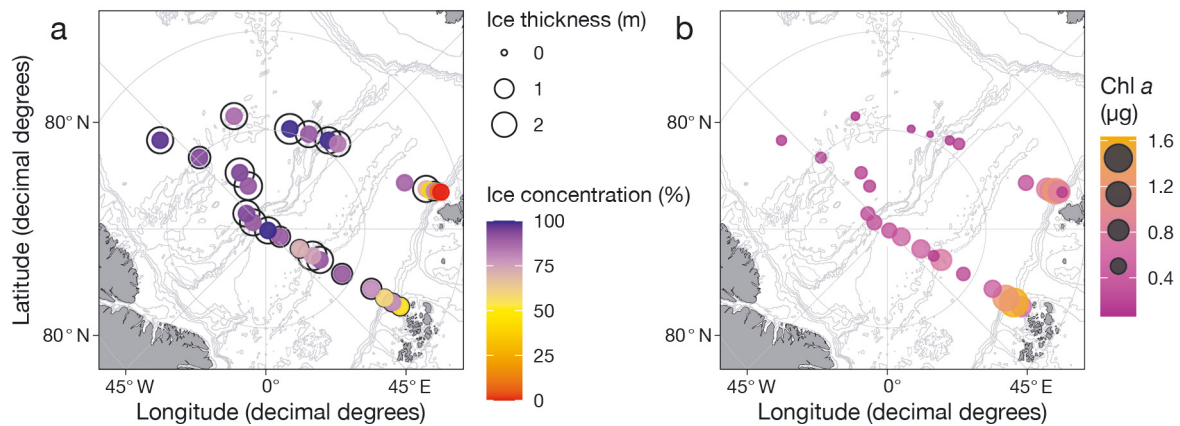 a
Latitude (decimal degrees)
80° N
80° N
45° W
0°
45° E
Longitude (decimal degrees)
Ice thickness (m)
0
1
2
Ice concentration (%)
100
75
50
25
0
b
80° N
80° N
45° W
0°
45° E
Longitude (decimal degrees)
Chl a
(µg)
1.6
1.2
0.8
0.4